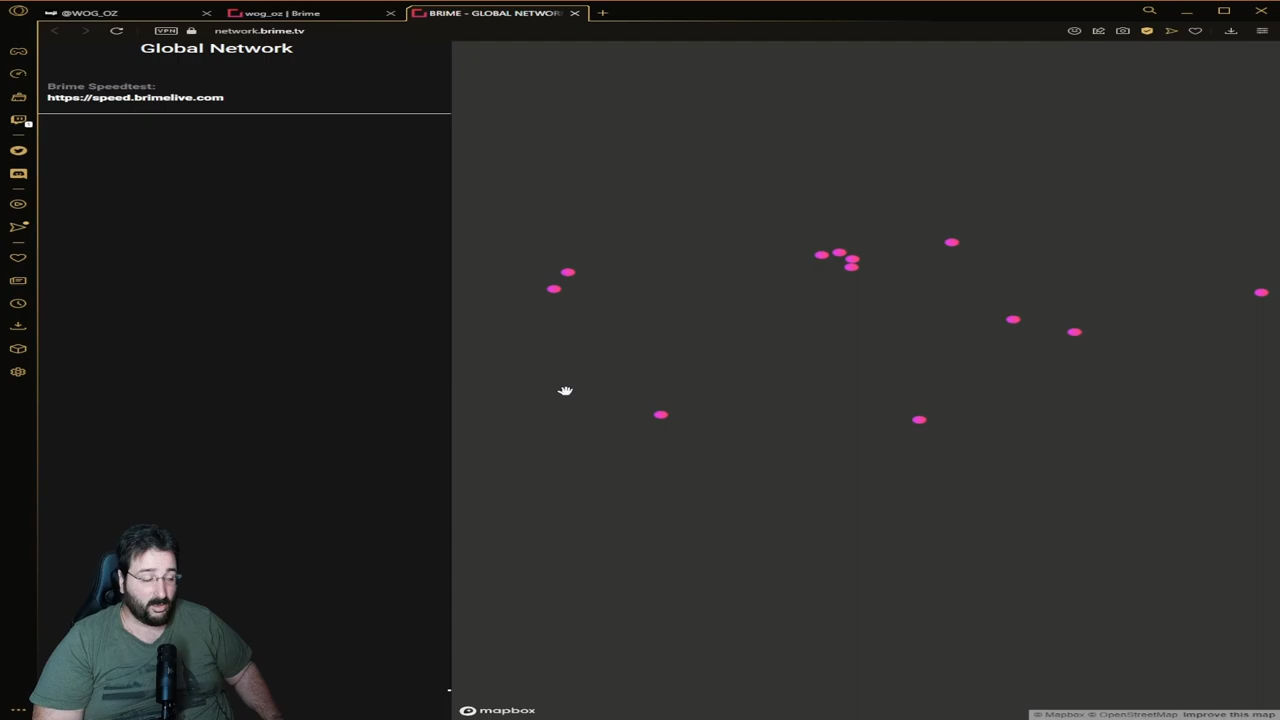 @WOG_OZ
wog_oz | Brime
BRIME - GLOBAL NETWOR
VPN
network.brime.tv
Global Network
Brime Speedtest:
https://speed.brimelive.com
mapbox
© Mapbox © OpenStreetMap Improve this map